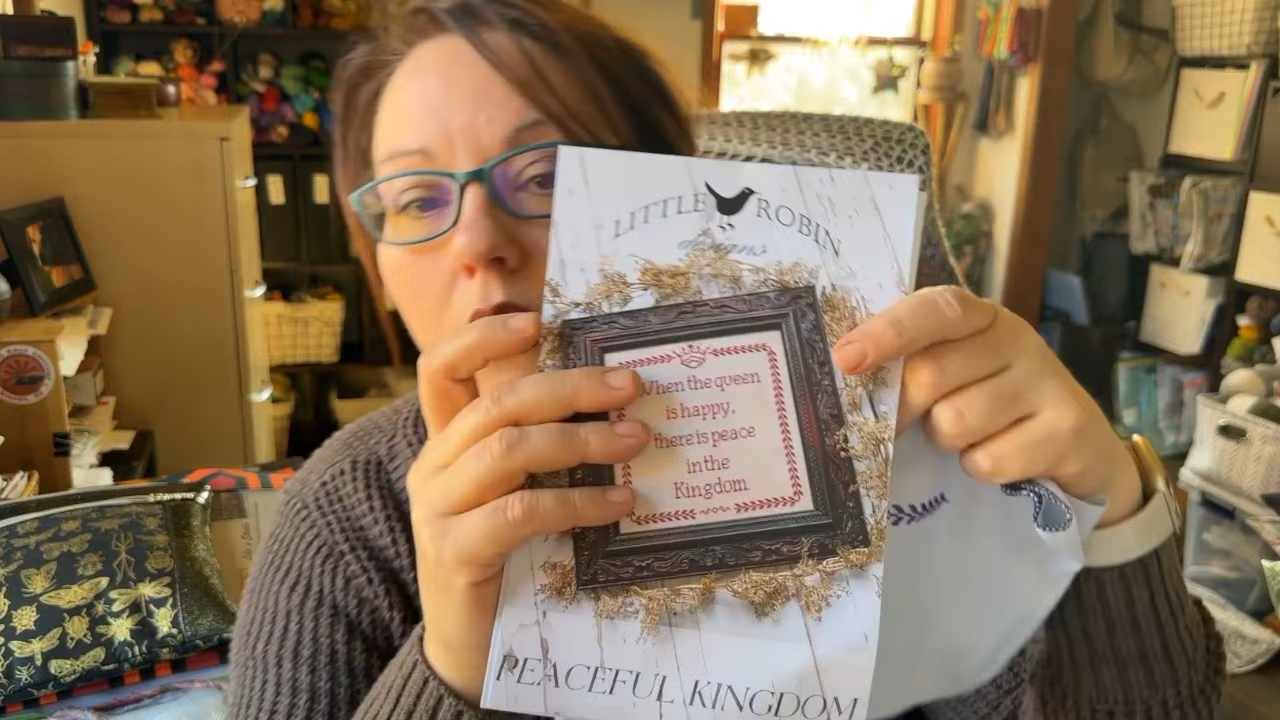 LITTLE ROBIN
designs
When the queen
is happy,
there is peace
in the
Kingdom
PEACEFUL KINGDOM